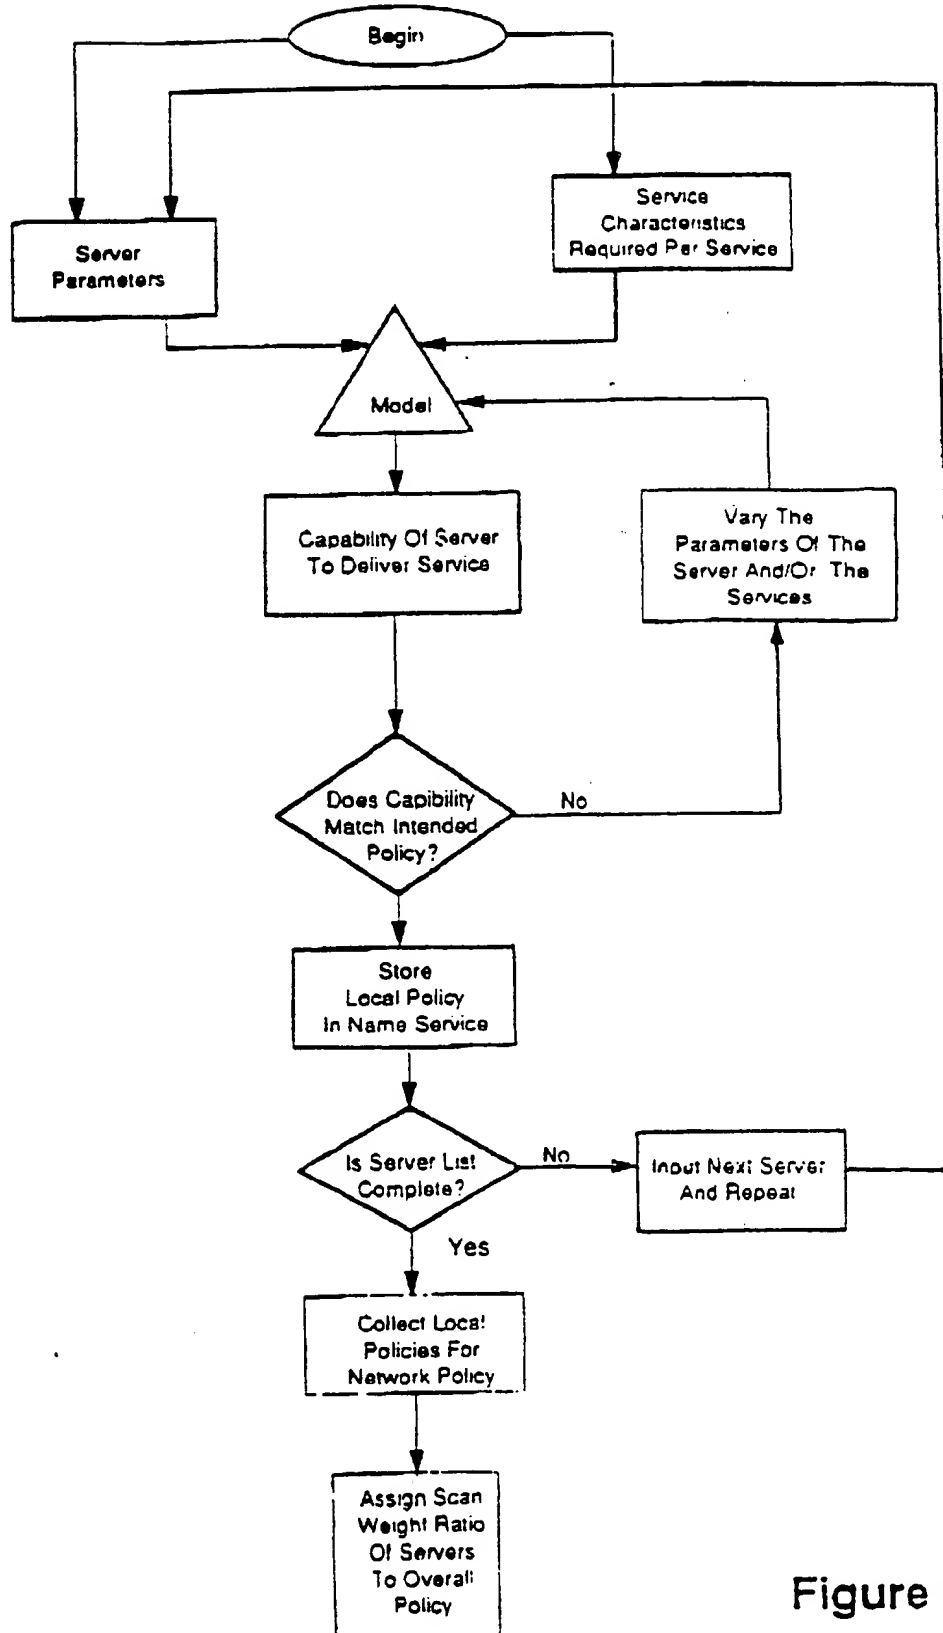 Begin
Server
Parameters
Service
Characteristics
Required Per Service
Model
Capability Of Server
To Deliver Service
Vary The
Parameters Of The
Server And/Or The
Services
Does Capibility
Match Intended
Policy?
No
Store
Local Policy
In Name Service
Is Server List
Complete?
No
Input Next Server
And Repeat
Yes
Collect Local
Policies For
Network Policy
Assign Scan
Weight Ratio
Of Servers
To Overall
Policy
Figure